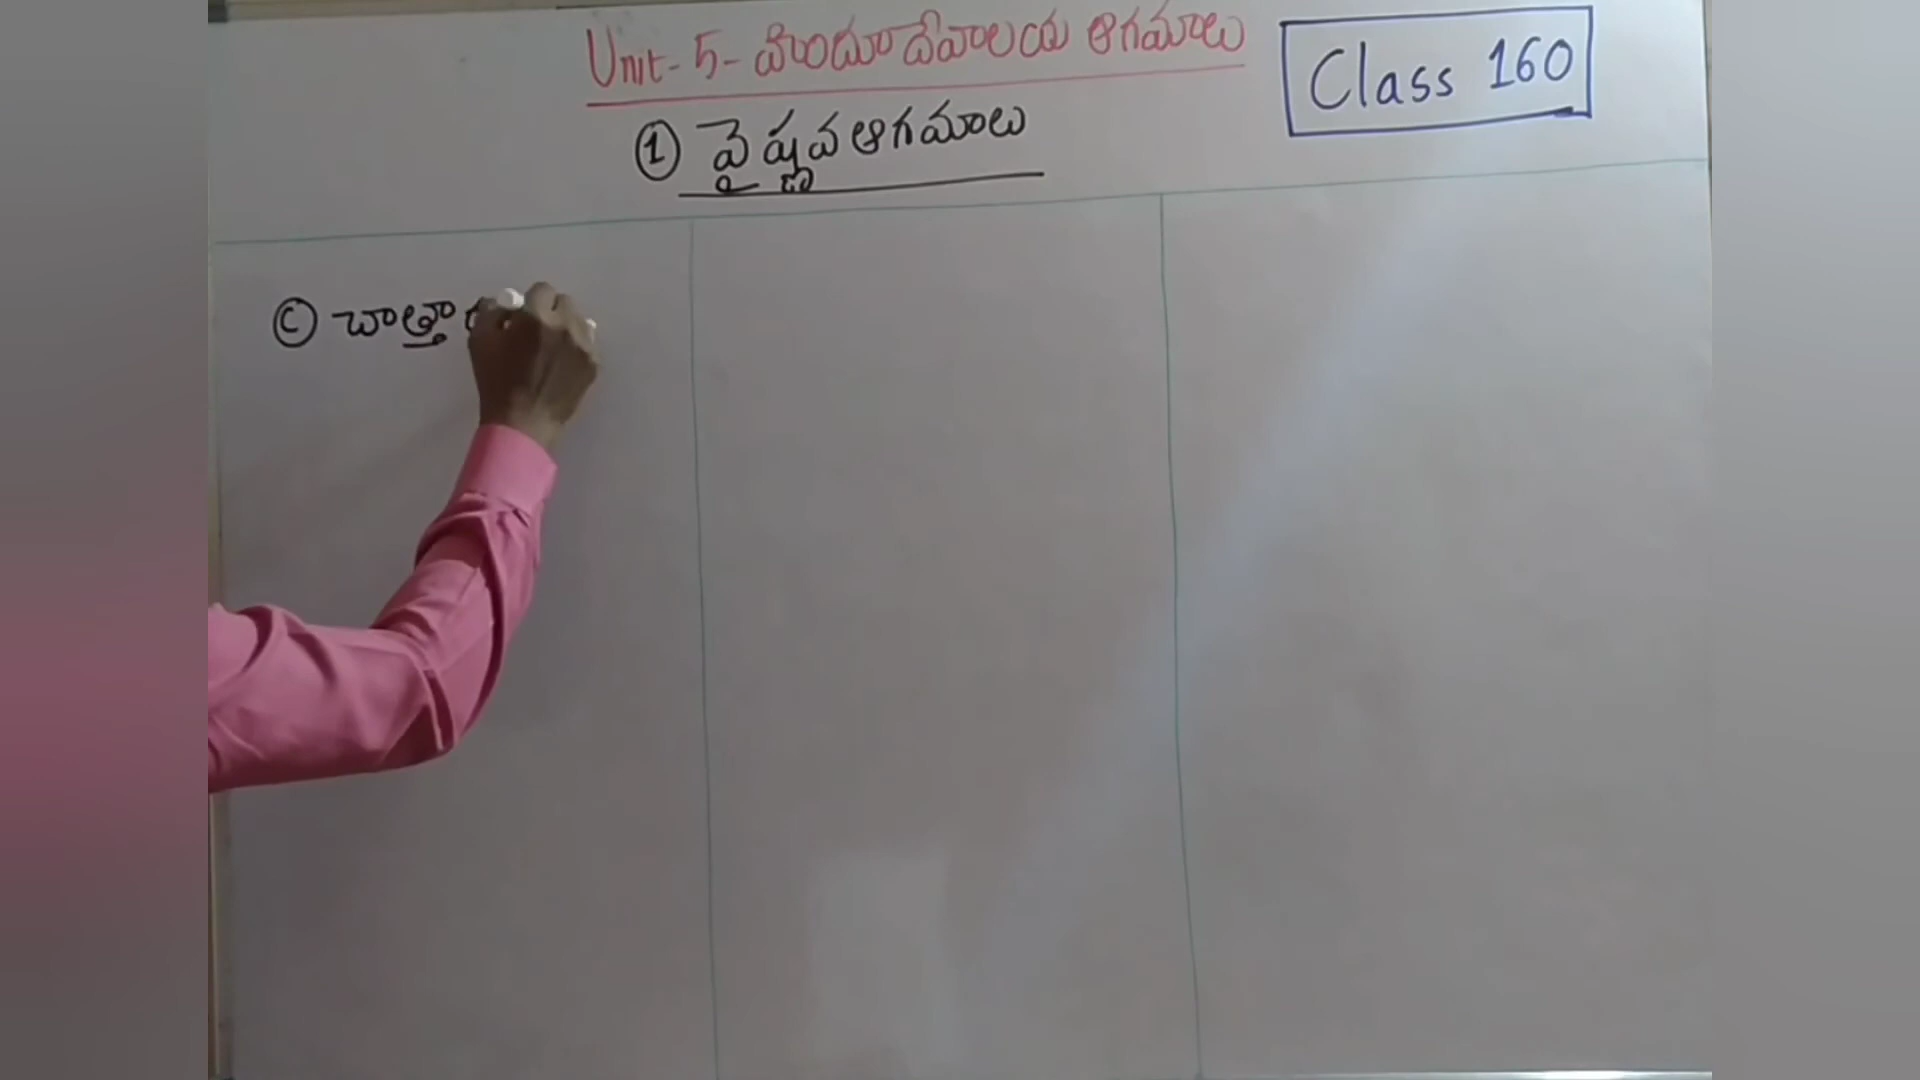 Unit - 5 - హిందూ దేవాలయ ఆగమాలు
Class 160
① వైష్ణవ ఆగమాలు
Ⓒ చాత్తా